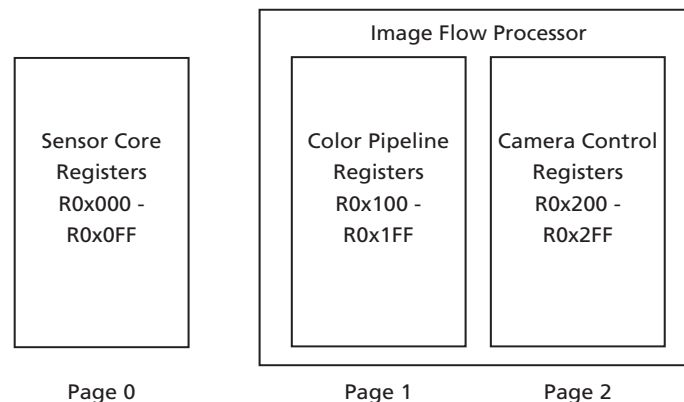 Image Flow Processor
Sensor Core
Registers
R0x000 -
R0x0FF
Color Pipeline
Registers
R0x100 -
R0x1FF
Camera Control
Registers
R0x200 -
R0x2FF
Page 0
Page 1
Page 2